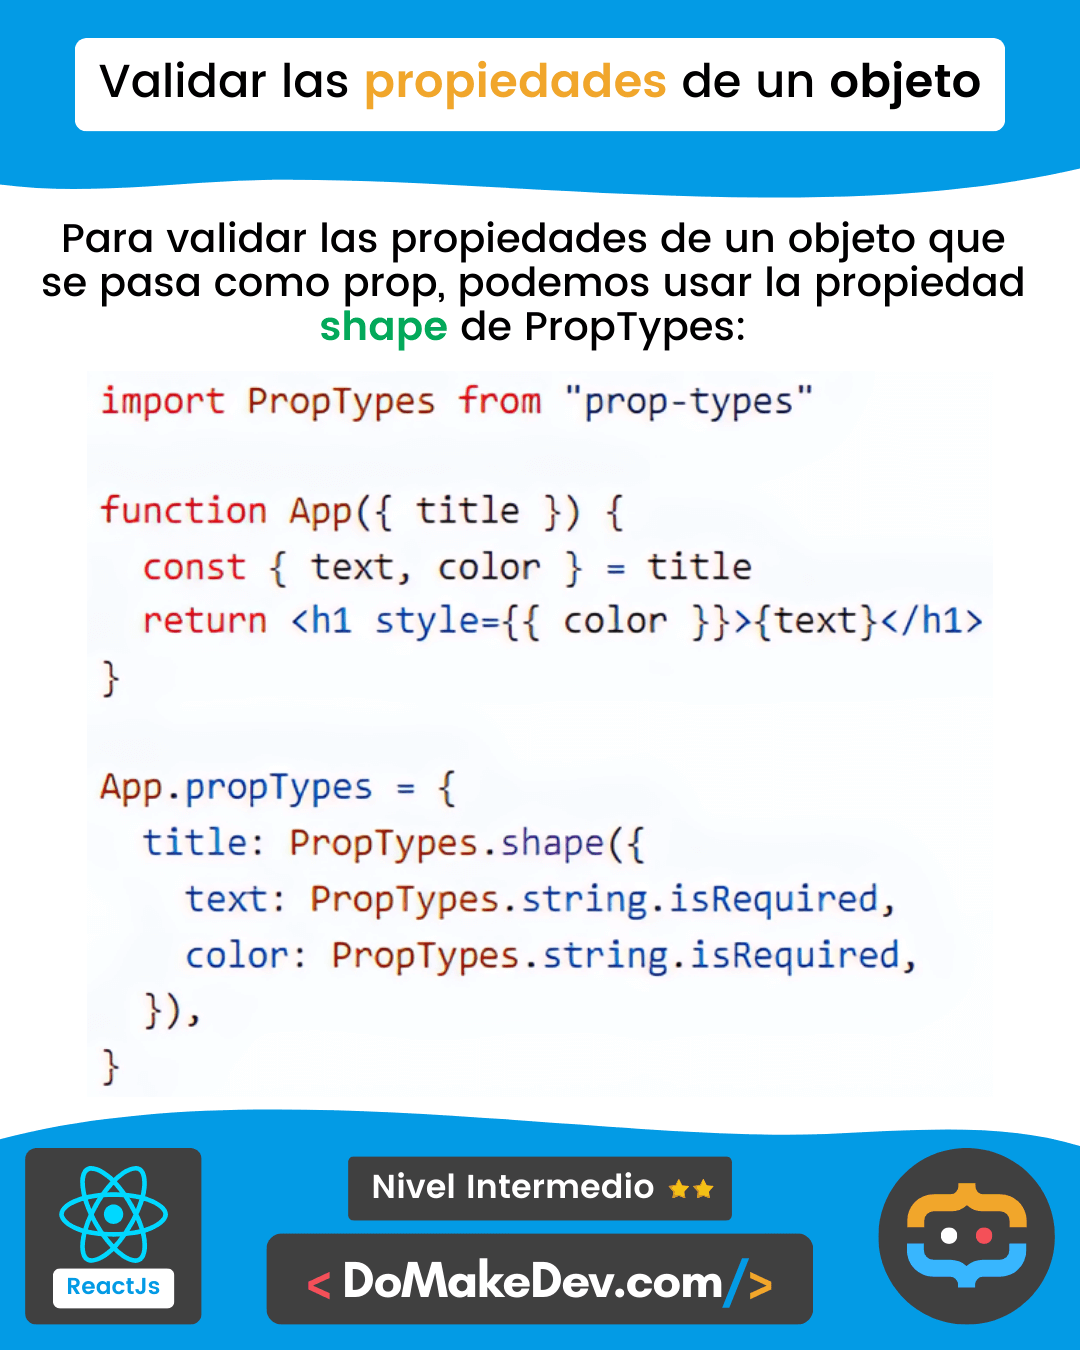 Validar las propiedades de un objeto
Para validar las propiedades de un objeto que
se pasa como prop, podemos usar la propiedad
shape de PropTypes:
import PropTypes from "prop-types"
function App({ title }) {
  const { text, color } = title
  return <h1 style={{ color }}>{text}</h1>
}
App.propTypes = {
  title: PropTypes.shape({
    text: PropTypes.string.isRequired,
    color: PropTypes.string.isRequired,
  }),
}
ReactJs
Nivel Intermedio
< DoMakeDev.com/>